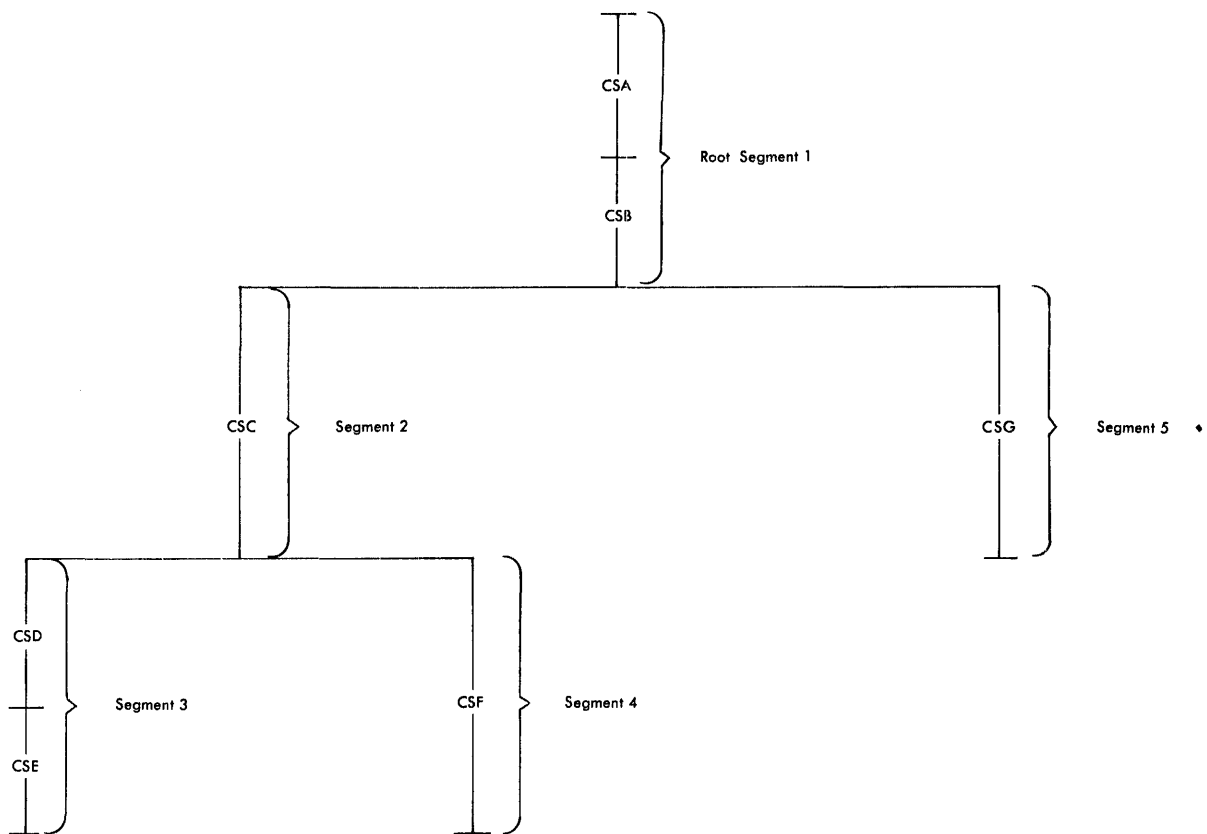 CSA
Root Segment 1
CSB
CSC
Segment 2
CSG
Segment 5
CSD
Segment 3
CSF
Segment 4
CSE